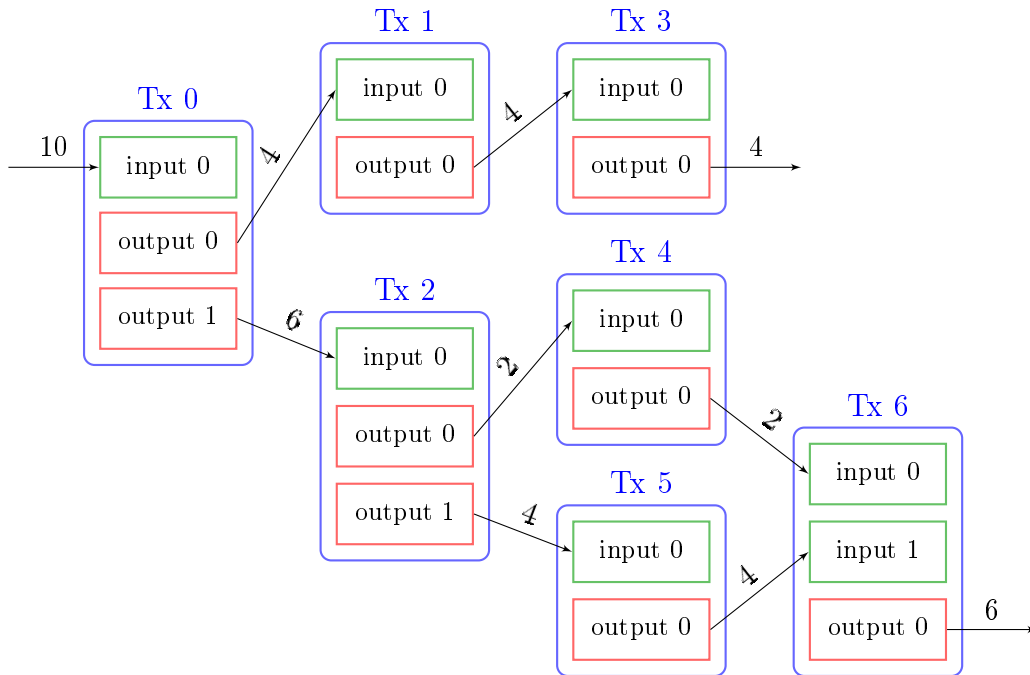 Tx 0
10
input 0
output 0
output 1
4
6
Tx 1
input 0
output 0
4
Tx 3
input 0
output 0
4
Tx 2
input 0
output 0
output 1
2
4
Tx 4
input 0
output 0
2
Tx 5
input 0
output 0
4
Tx 6
input 0
input 1
output 0
6